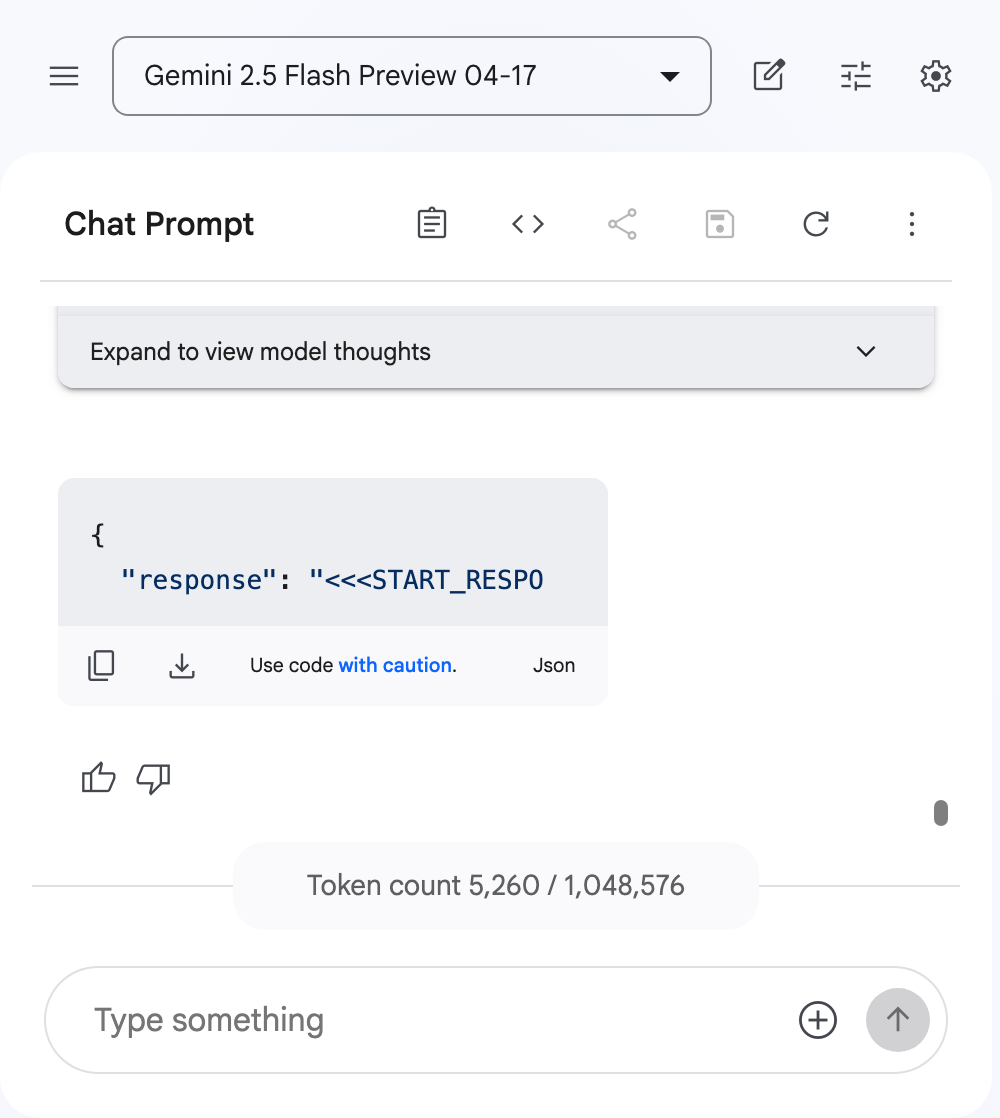 Gemini 2.5 Flash Preview 04-17
Chat Prompt
Expand to view model thoughts
{
"response": "<<<START_RESPO
Use code with caution.
Json
Token count 5,260 / 1,048,576
Type something